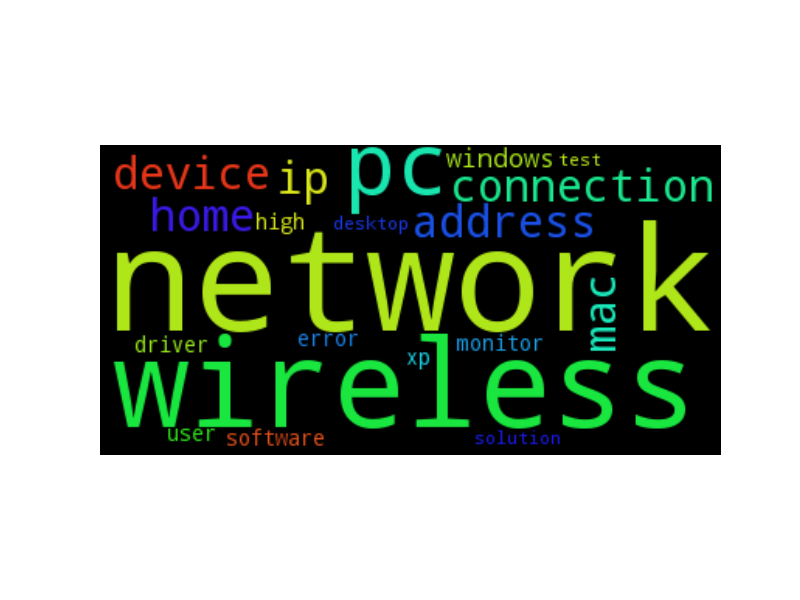 pc windows test
device ip connection
home high desktop address
network
mac
driver error xp monitor
wireless
user software solution